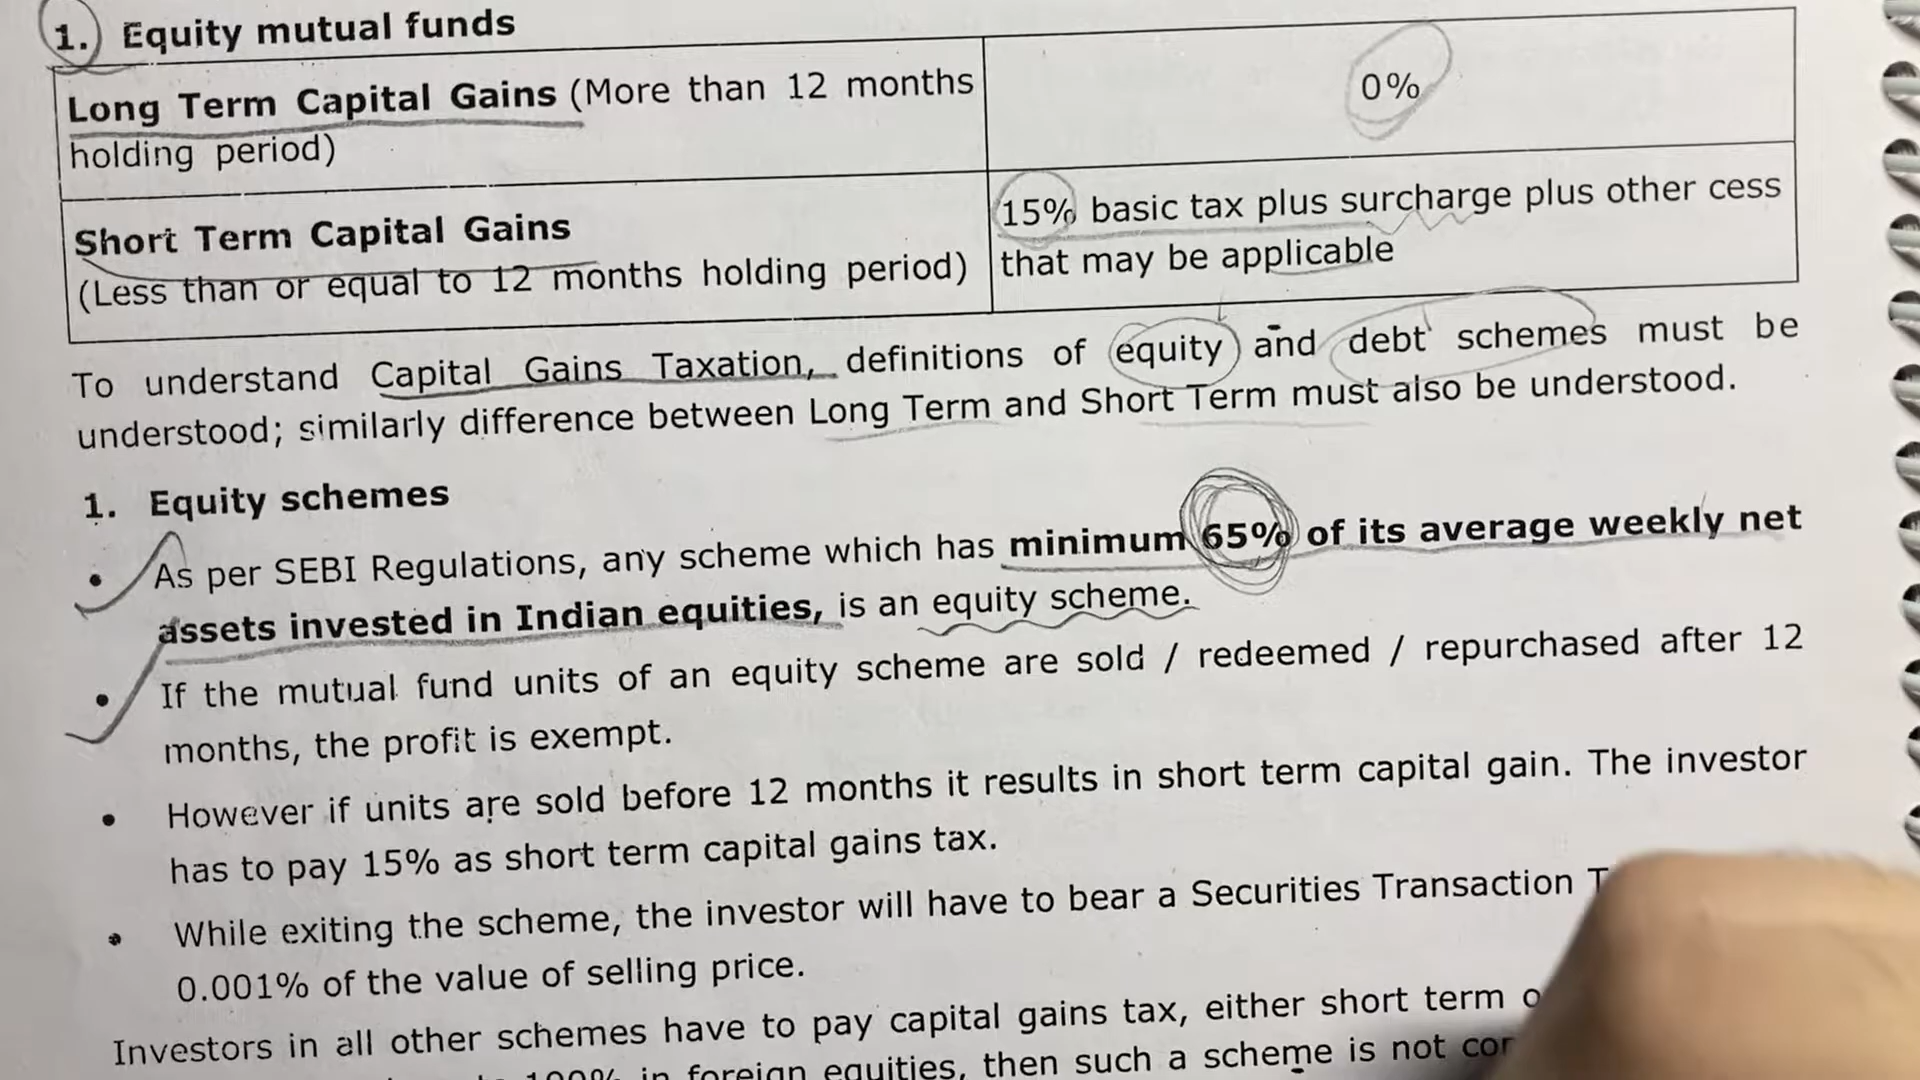 1. Equity mutual funds
Long Term Capital Gains (More than 12 months
holding period)
0%
Short Term Capital Gains
(Less than or equal to 12 months holding period)
15% basic tax plus surcharge plus other cess
that may be applicable
To understand Capital Gains Taxation, definitions of equity and debt schemes must be
understood; similarly difference between Long Term and Short Term must also be understood.
1. Equity schemes
• As per SEBI Regulations, any scheme which has minimum 65% of its average weekly net
assets invested in Indian equities, is an equity scheme.
• If the mutual fund units of an equity scheme are sold / redeemed / repurchased after 12
months, the profit is exempt.
• However if units are sold before 12 months it results in short term capital gain. The investor
has to pay 15% as short term capital gains tax.
• While exiting the scheme, the investor will have to bear a Securities Transaction
0.001% of the value of selling price.
Investors in all other schemes have to pay capital gains tax, either short term
100% in foreign equities, then such a scheme is not